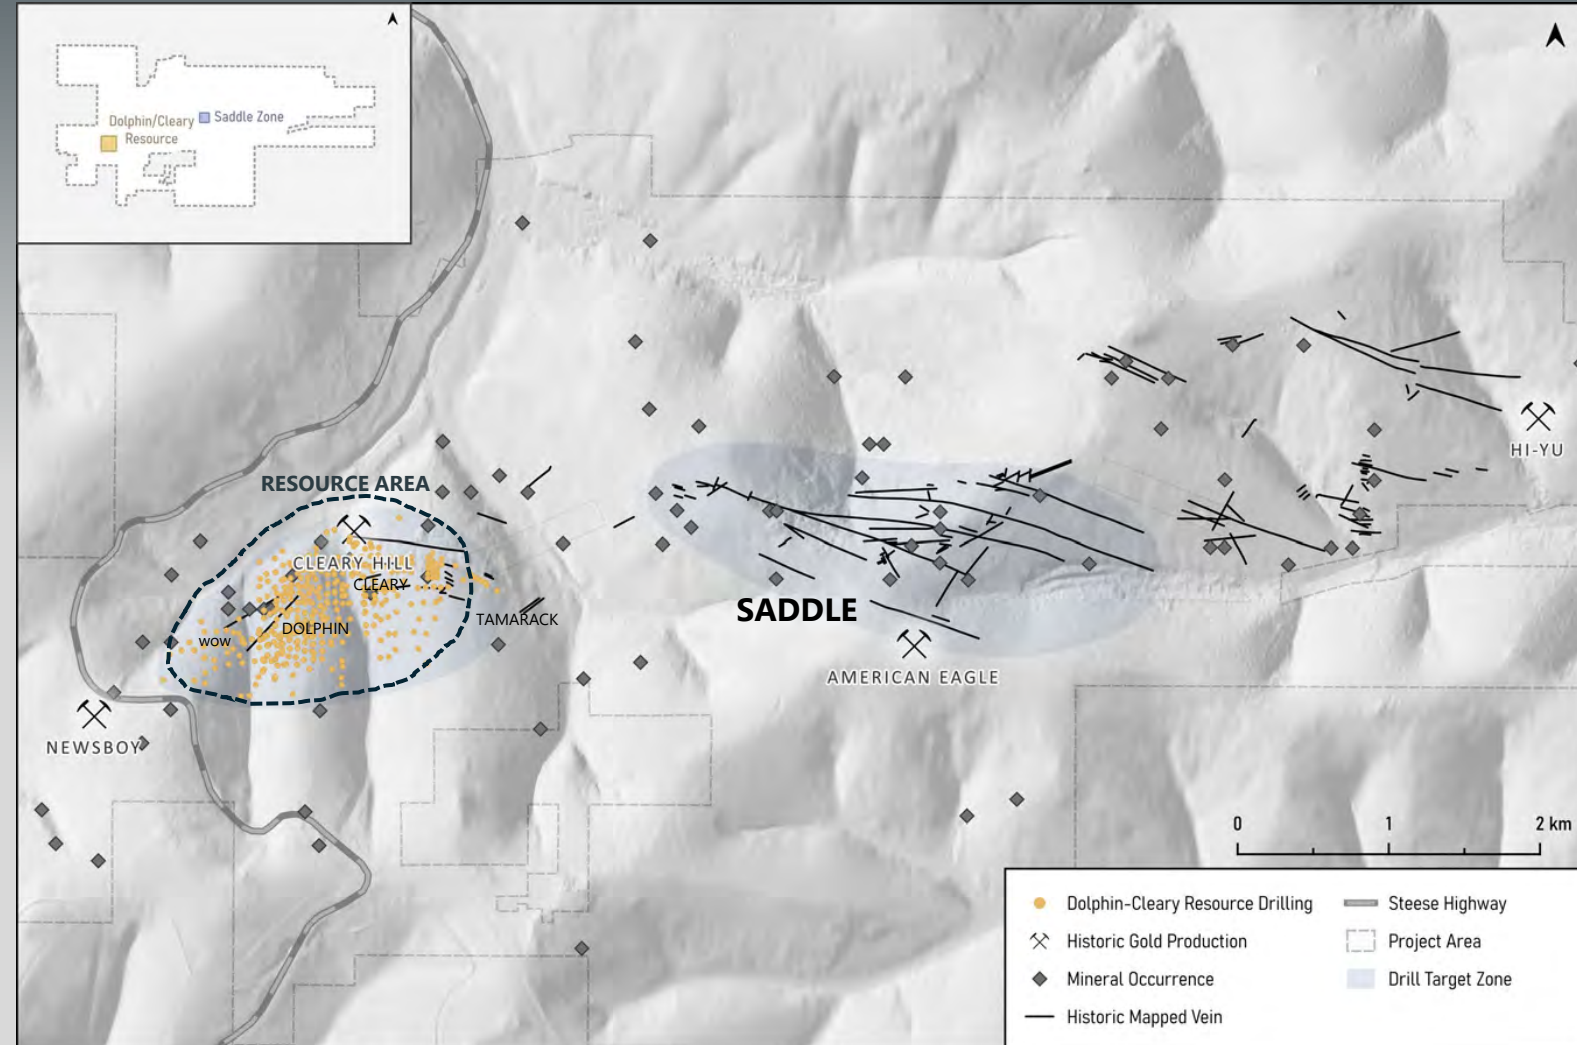 Dolphin/Cleary
Resource
Saddle Zone
RESOURCE AREA
CLEARY HILL
CLEARY
DOLPHIN
wow
TAMARACK
NEWSBOY
SADDLE
AMERICAN EAGLE
HI-YU
0 1 2 km
Dolphin-Cleary Resource Drilling
Historic Gold Production
Mineral Occurrence
Historic Mapped Vein
Steese Highway
Project Area
Drill Target Zone